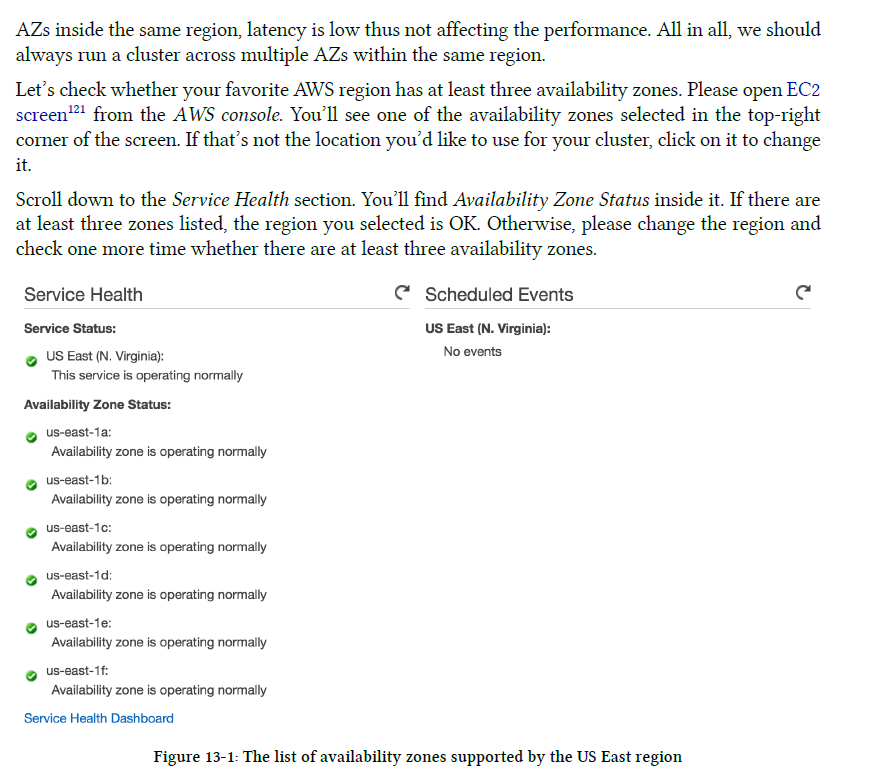 AZs inside the same region, latency is low thus not affecting the performance. All in all, we should
always run a cluster across multiple AZs within the same region.
Let's check whether your favorite AWS region has at least three availability zones. Please open EC2
screen¹²¹ from the AWS console. You'll see one of the availability zones selected in the top-right
corner of the screen. If that's not the location you'd like to use for your cluster, click on it to change
it.
Scroll down to the Service Health section. You'll find Availability Zone Status inside it. If there are
at least three zones listed, the region you selected is OK. Otherwise, please change the region and
check one more time whether there are at least three availability zones.
Service Health
Service Status:
US East (N. Virginia):
This service is operating normally
Availability Zone Status:
us-east-1a:
Availability zone is operating normally
us-east-1b:
Availability zone is operating normally
us-east-1c:
Availability zone is operating normally
us-east-1d:
Availability zone is operating normally
us-east-1e:
Availability zone is operating normally
us-east-1f:
Availability zone is operating normally
Service Health Dashboard
Scheduled Events
US East (N. Virginia):
No events
Figure 13-1: The list of availability zones supported by the US East region